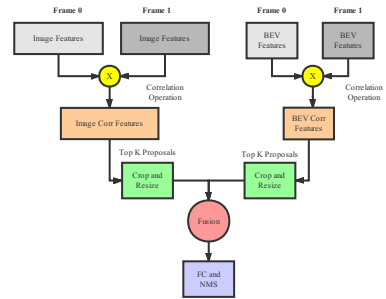 Frame 0
Frame 1
Frame 0
Frame 1
Image Features
Image Features
BEV
Features
BEV
Features
X
X
Correlation
Operation
Correlation
Operation
Image Corr Features
BEV Corr
Features
Top K Proposals
Top K Proposals
Crop and
Resize
Crop and
Resize
Fusion
FC and
NMS